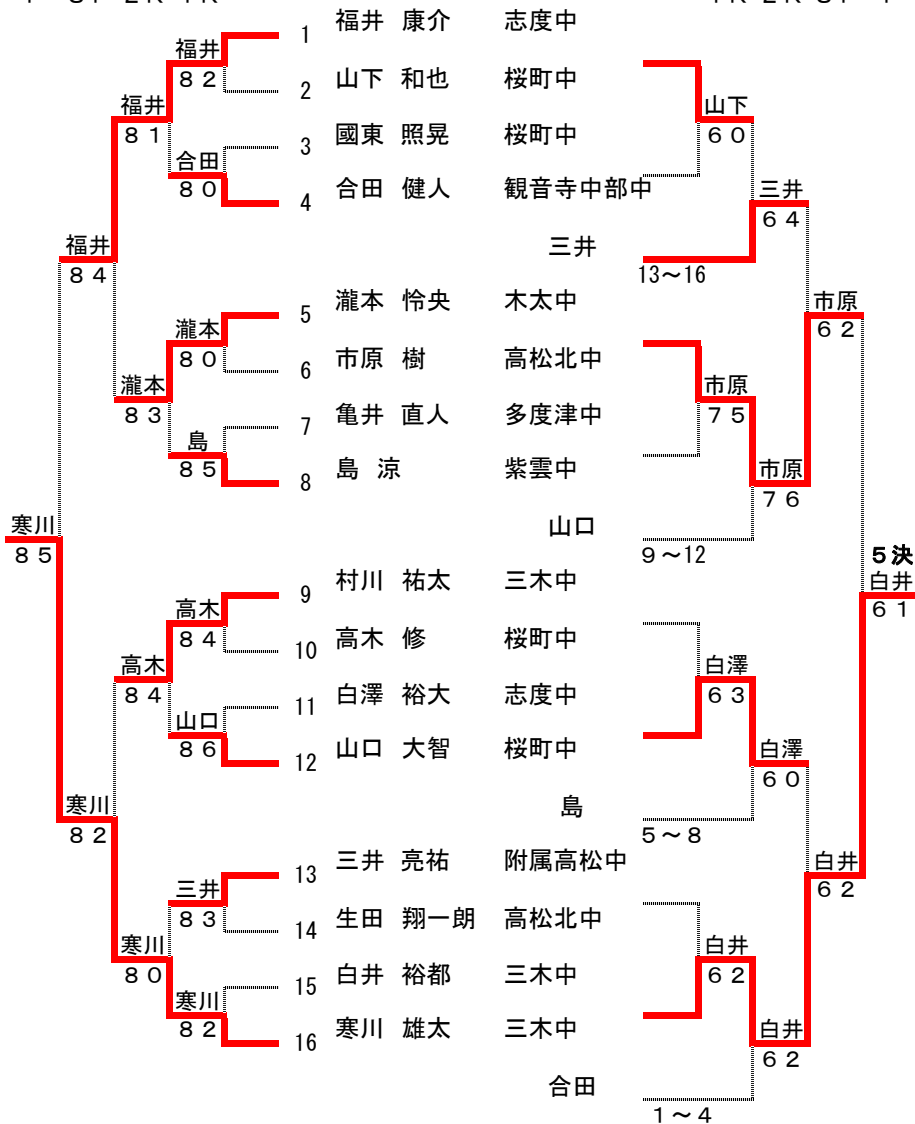 1 福井 康介 志度中
福井
８２ 2 山下 和也 桜町中
福井 山下
８１ 3 國東 照晃 桜町中 ６０
合田
８０ 4 合田 健人 観音寺中部中 三井
６４
福井 三井
８４ 13～16
5 瀧本 怜央 木太中 市原
瀧本 ６２
８０ 6 市原 樹 高松北中
瀧本 市原
８３ 7 亀井 直人 多度津中 ７５
島
８５ 8 島 涼 紫雲中 市原
７６
寒川 山口
８５ 9～12 ５決
9 村川 祐太 三木中 白井
高木 ６１
８４ 10 高木 修 桜町中
高木 白澤
８４ 11 白澤 裕大 志度中 ６３
山口
８６ 12 山口 大智 桜町中 白澤
６０
寒川 島
８２ 5～8
13 三井 亮祐 附属高松中 白井
三井 ６２
８３ 14 生田 翔一朗 高松北中
寒川 白井
８０ 15 白井 裕都 三木中 ６２
寒川
８２ 16 寒川 雄太 三木中 白井
６２
合田
1～4